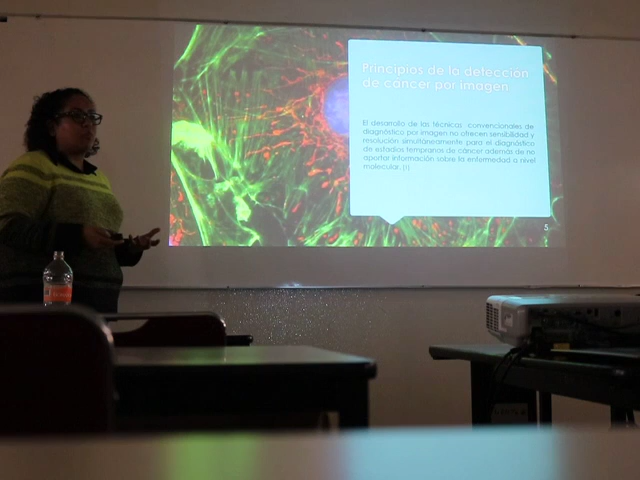 Principios de la detección
de cáncer por imagen
El desarrollo de las técnicas convencionales de
diagnóstico por imagen no ofrecen sensibilidad y
resolución simultáneamente para el diagnóstico
de estadios tempranos de cáncer además de no
aportar información sobre la enfermedad a nivel
molecular. (1)
5